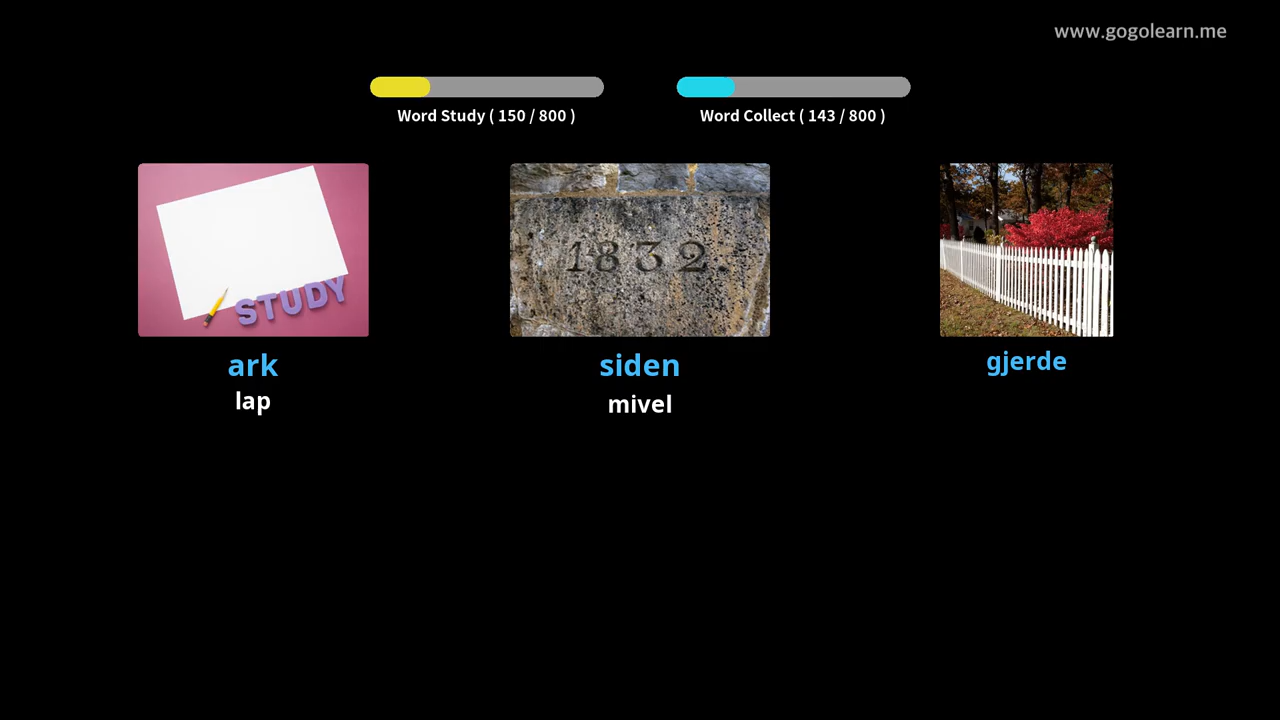 www.gogolearn.me
Word Study ( 150 / 800 )
Word Collect ( 143 / 800 )
STUDY
1832.
ark
lap
siden
mivel
gjerde